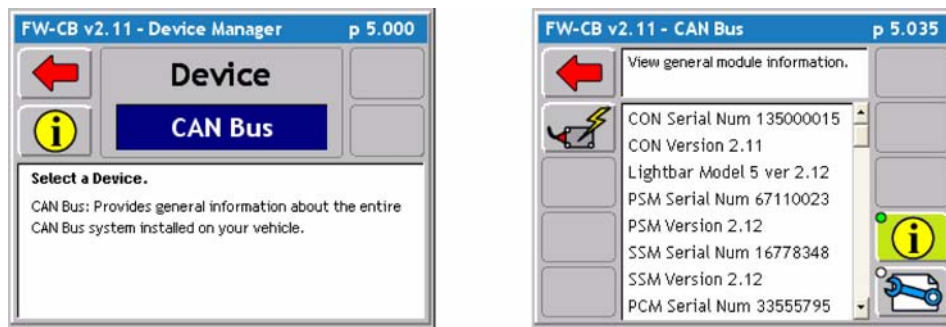 FW-CB v2.11 - Device Manager p 5.000
Device
CAN Bus
Select a Device.
CAN Bus: Provides general information about the entire
CAN Bus system installed on your vehicle.
FW-CB v2.11 - CAN Bus p 5.035
View general module information.
CON Serial Num 135000015
CON Version 2.11
Lightbar Model 5 ver 2.12
PSM Serial Num 67110023
PSM Version 2.12
SSM Serial Num 16778348
SSM Version 2.12
PCM Serial Num 33555795